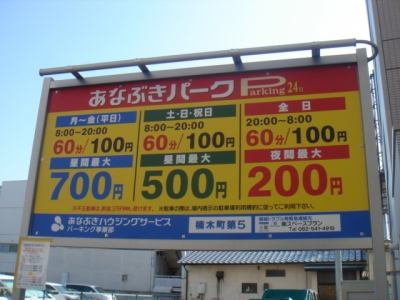 あなぶきパーク Parking 24h
月～金(平日)
8:00～20:00
60分/100円
昼間最大
700円
土・日・祝日
8:00～20:00
60分/100円
昼間最大
500円
全日
20:00～8:00
60分/100円
夜間最大
200円
あなぶきハウジングサービス
パーキング事業部
楠木町第5